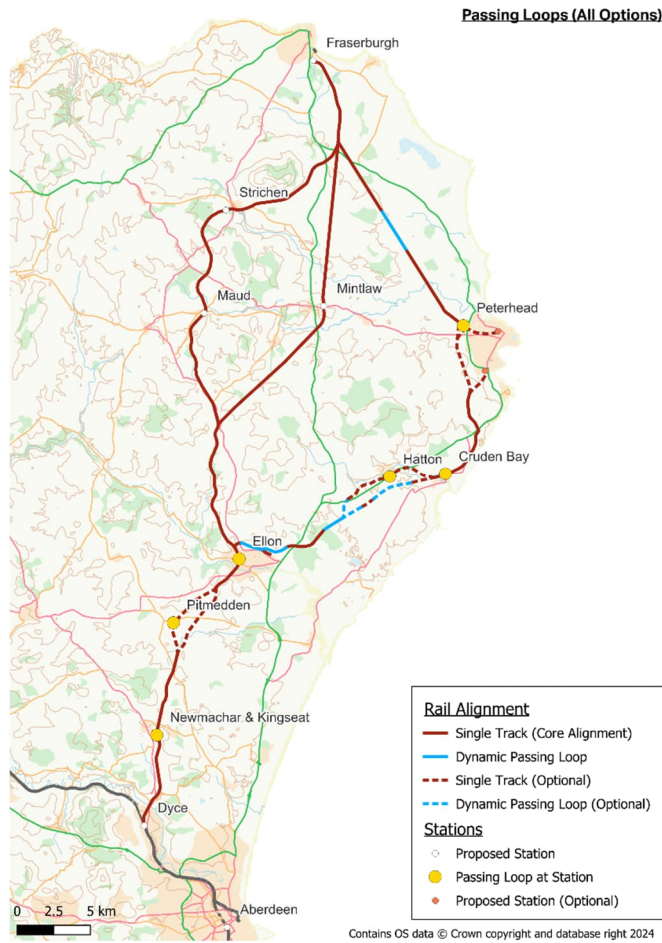 Passing Loops (All Options)
Fraserburgh
Strichen
Maud
Mintlaw
Peterhead
Hatton
Cruden Bay
Ellon
Pitmedden
Newmachar & Kingseat
Dyce
Aberdeen
Rail Alignment
Single Track (Core Alignment)
Dynamic Passing Loop
Single Track (Optional)
Dynamic Passing Loop (Optional)
Stations
Proposed Station
Passing Loop at Station
Proposed Station (Optional)
0 2.5 5 km
Contains OS data © Crown copyright and database right 2024